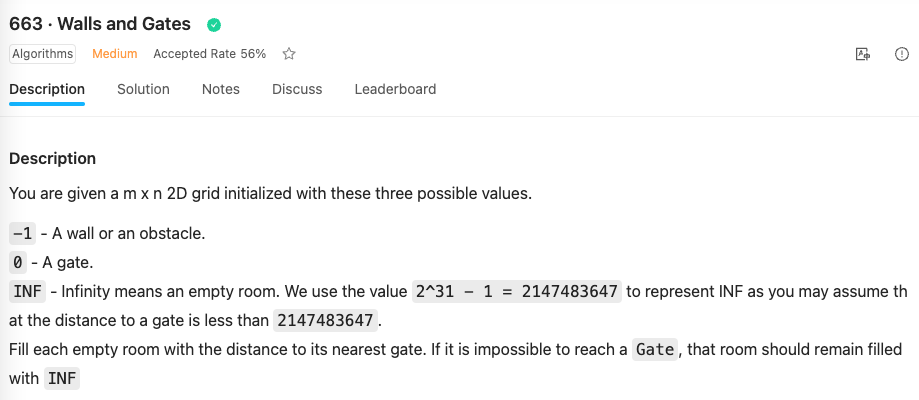 663 · Walls and Gates
Algorithms Medium Accepted Rate 56%
Description Solution Notes Discuss Leaderboard
Description
You are given a m x n 2D grid initialized with these three possible values.
-1 - A wall or an obstacle.
0 - A gate.
INF - Infinity means an empty room. We use the value 2^31 - 1 = 2147483647 to represent INF as you may assume th
at the distance to a gate is less than 2147483647.
Fill each empty room with the distance to its nearest gate. If it is impossible to reach a Gate, that room should remain filled
with INF